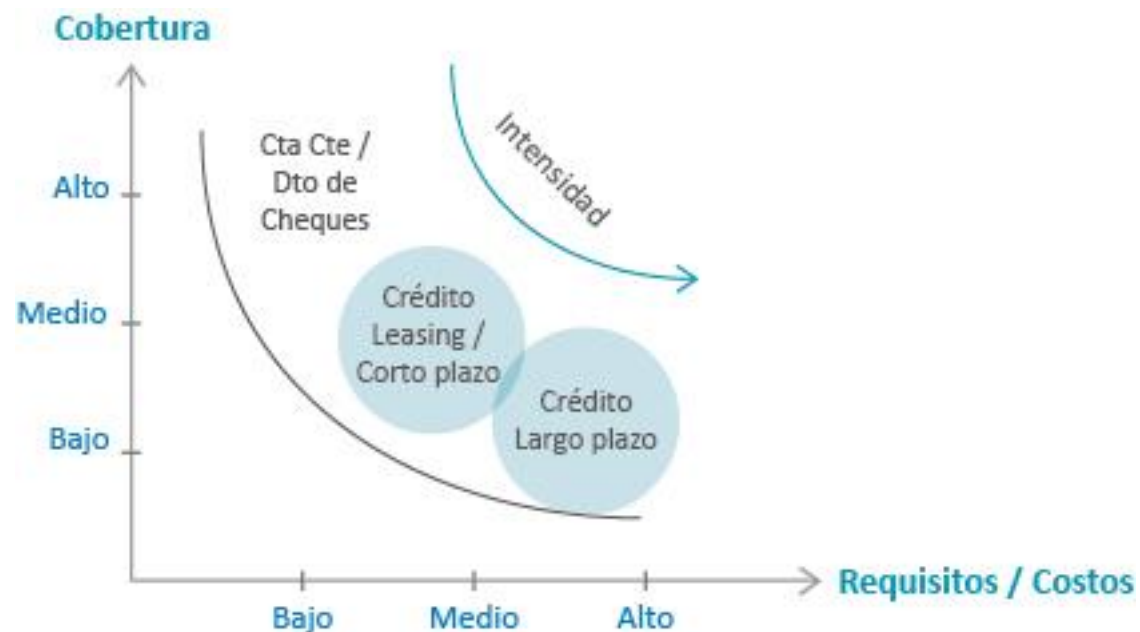 Cobertura
Alto
Medio
Bajo
Cta Cte /
Dto de
Cheques
Intensidad
Crédito
Leasing /
Corto plazo
Crédito
Largo plazo
Bajo
Medio
Alto
Requisitos / Costos